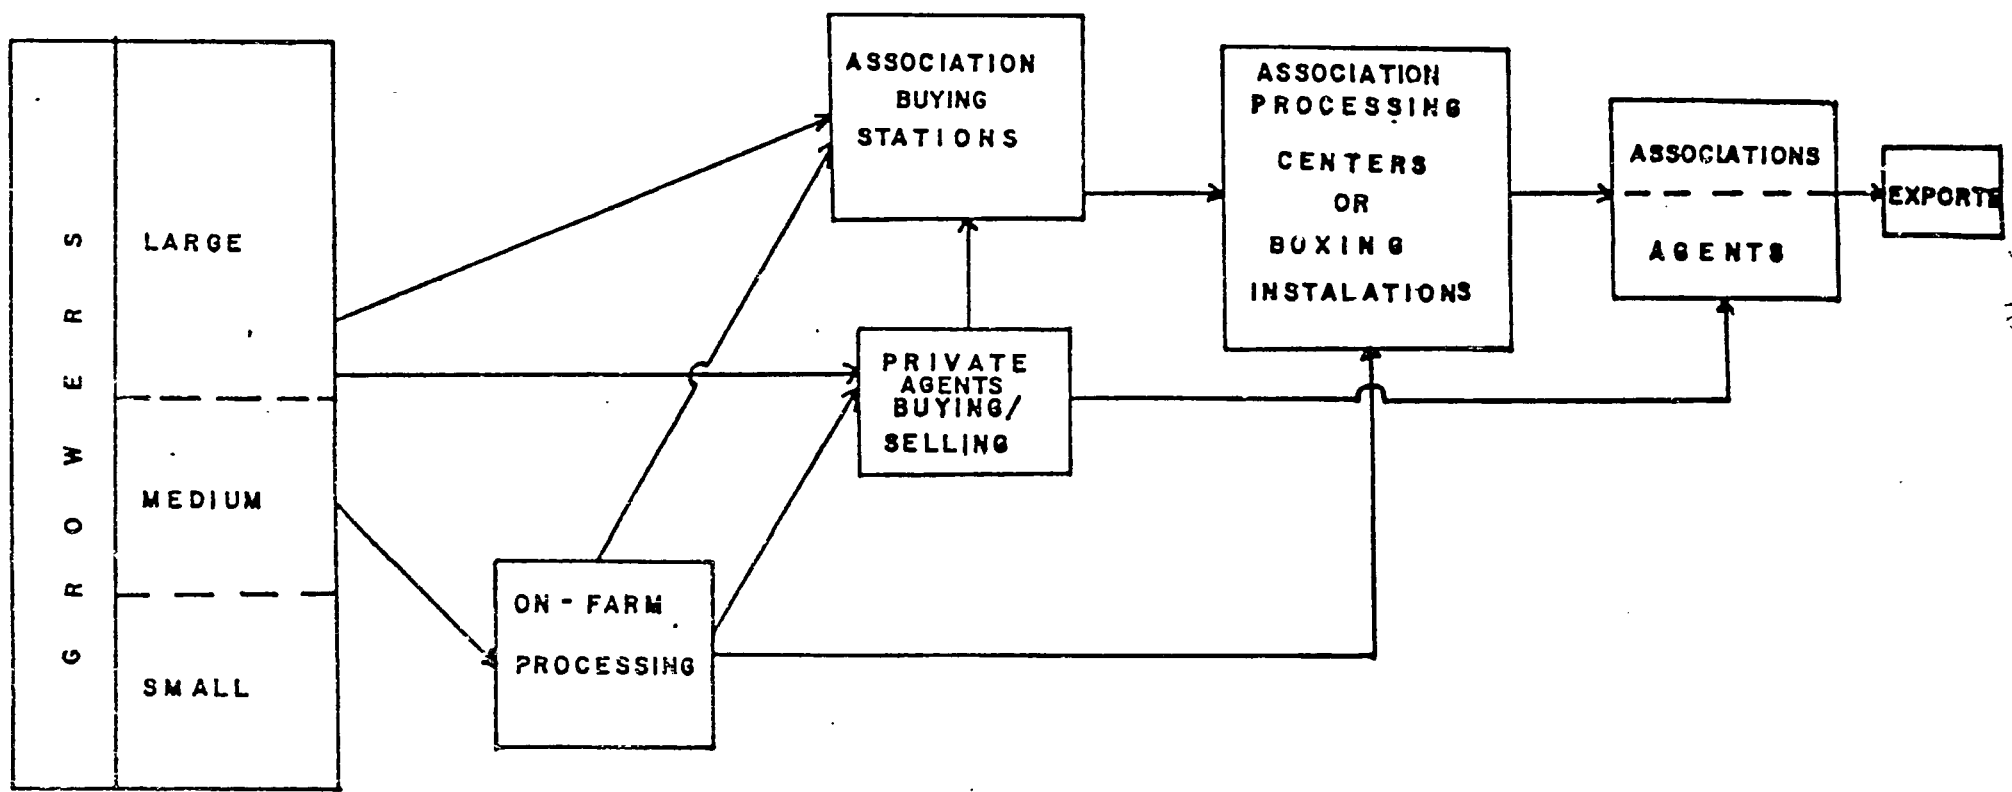 GROWERS
LARGE
MEDIUM
SMALL
ON-FARM
PROCESSING
ASSOCIATION
BUYING
STATIONS
PRIVATE
AGENTS
BUYING/
SELLING
ASSOCIATION
PROCESSING
CENTERS
OR
BOXING
INSTALATIONS
ASSOCIATIONS
AGENTS
EXPORTE